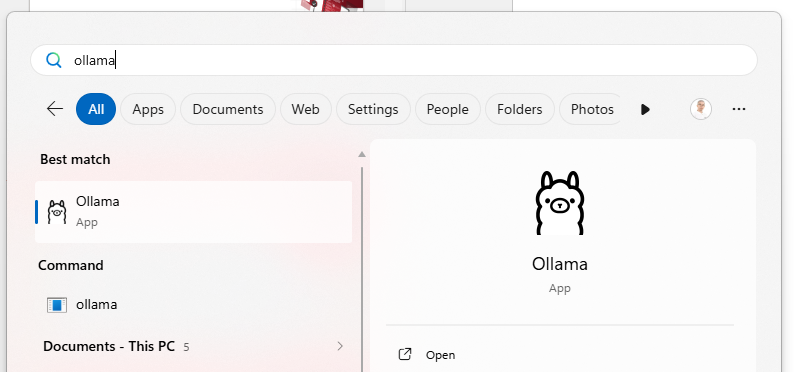 ollama
All Apps Documents Web Settings People Folders Photos
Best match
Ollama
App
Command
ollama
Documents - This PC 5
Ollama
App
Open